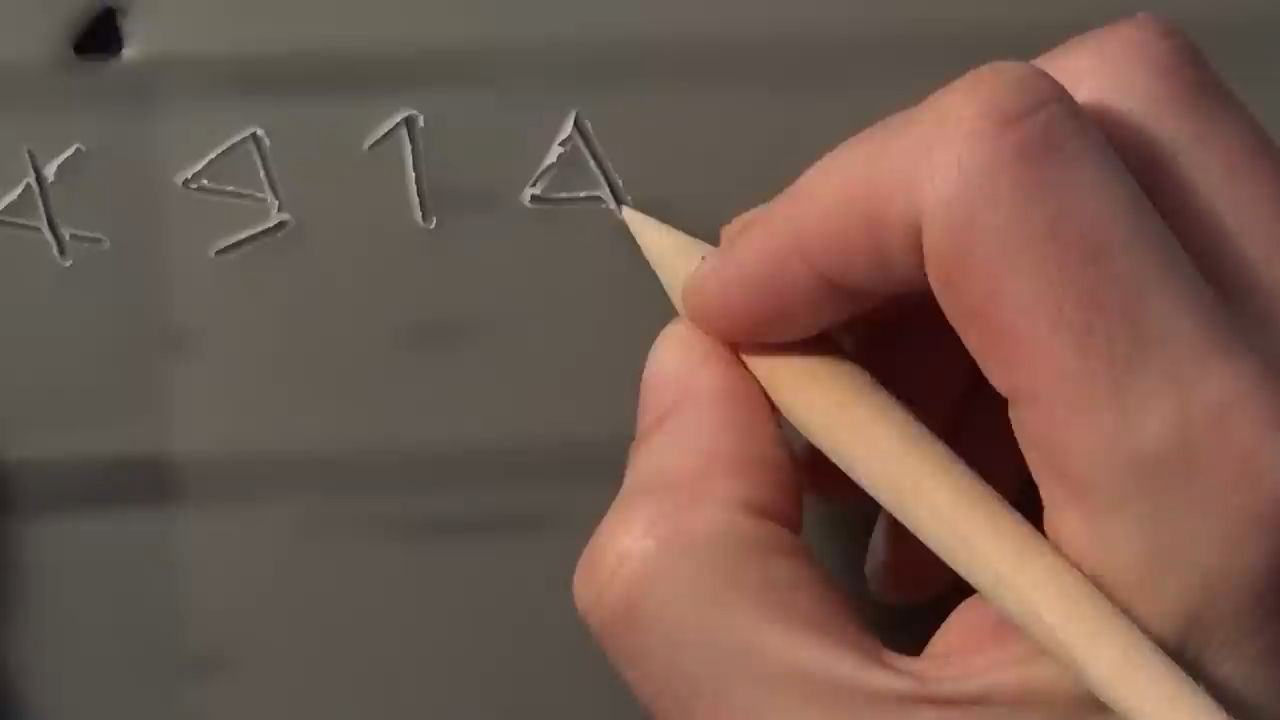 𐤀 𐤁 𐤂 𐤃